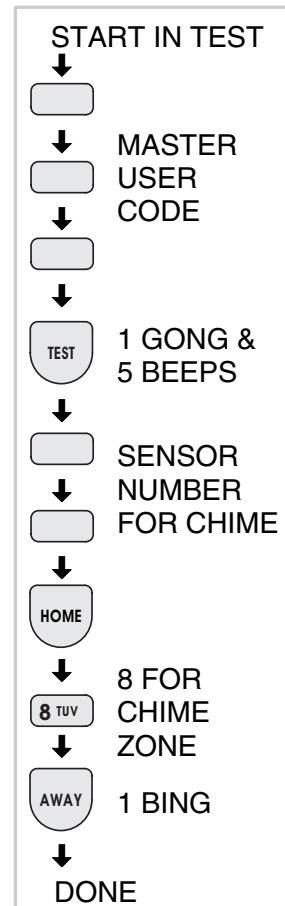 START IN TEST
MASTER
USER
CODE
TEST
1 GONG &
5 BEEPS
SENSOR
NUMBER
FOR CHIME
HOME
8 TUV
8 FOR
CHIME
ZONE
AWAY
1 BING
DONE